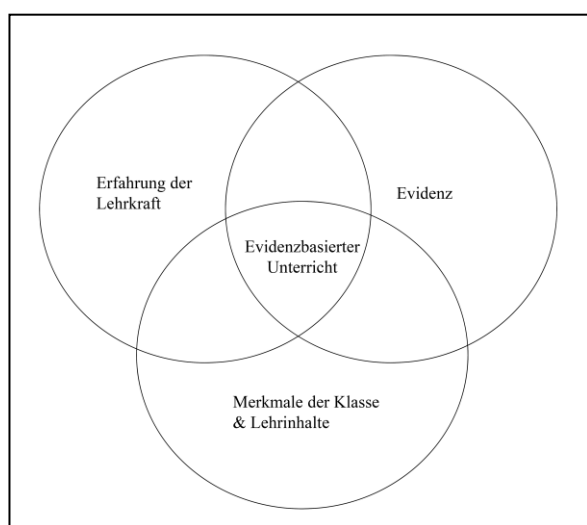 Erfahrung der
Lehrkraft
Evidenz
Evidenzbasierter
Unterricht
Merkmale der Klasse
& Lehrinhalte